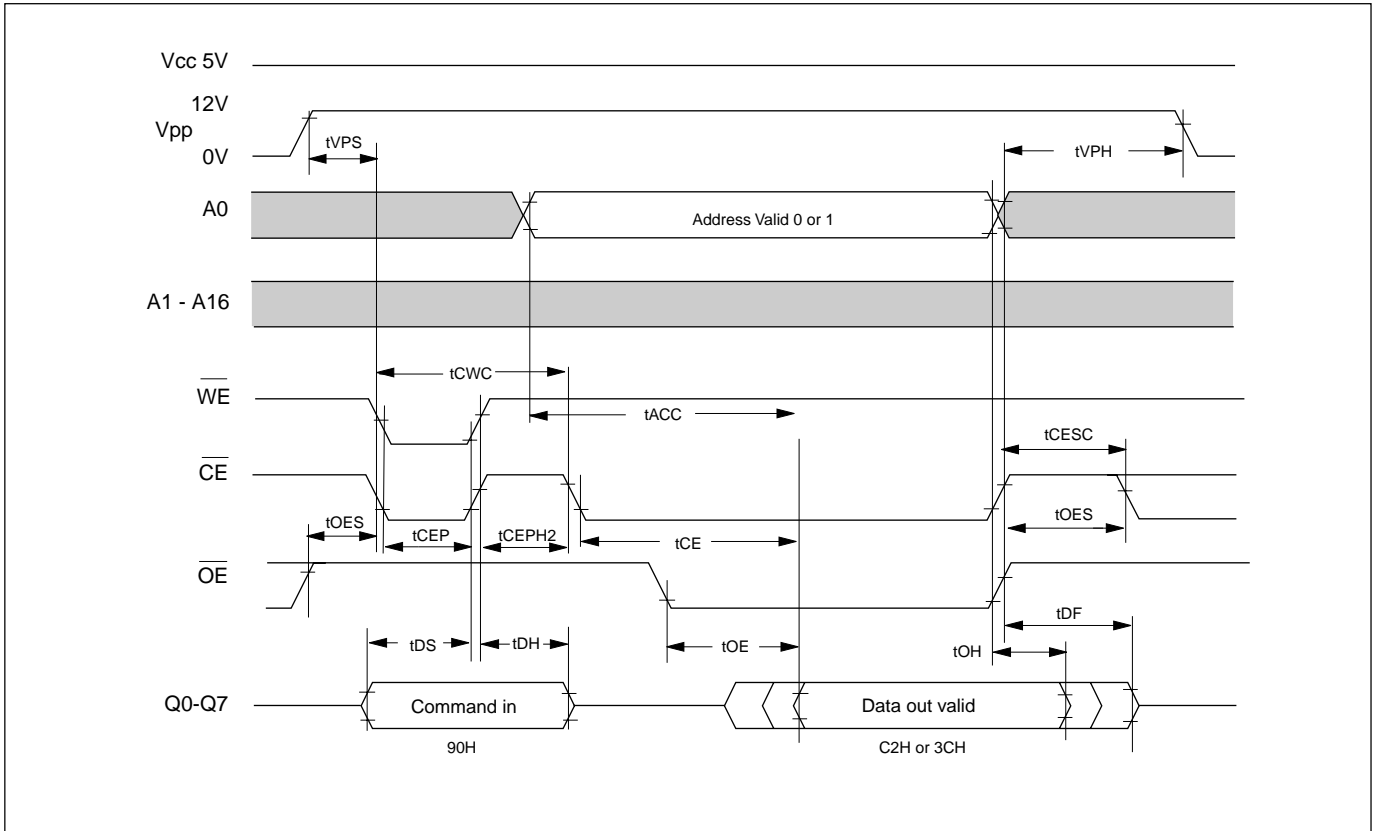 Vcc 5V
12V
Vpp
0V
tVPS
tVPH
A0
Address Valid 0 or 1
A1 - A16
tCWC
WE
tACC
tCESC
CE
tOES
tCEP
tCEPH2
tCE
tOES
OE
tDS
tDH
tOE
tOH
tDF
Q0-Q7
Command in
Data out valid
90H
C2H or 3CH